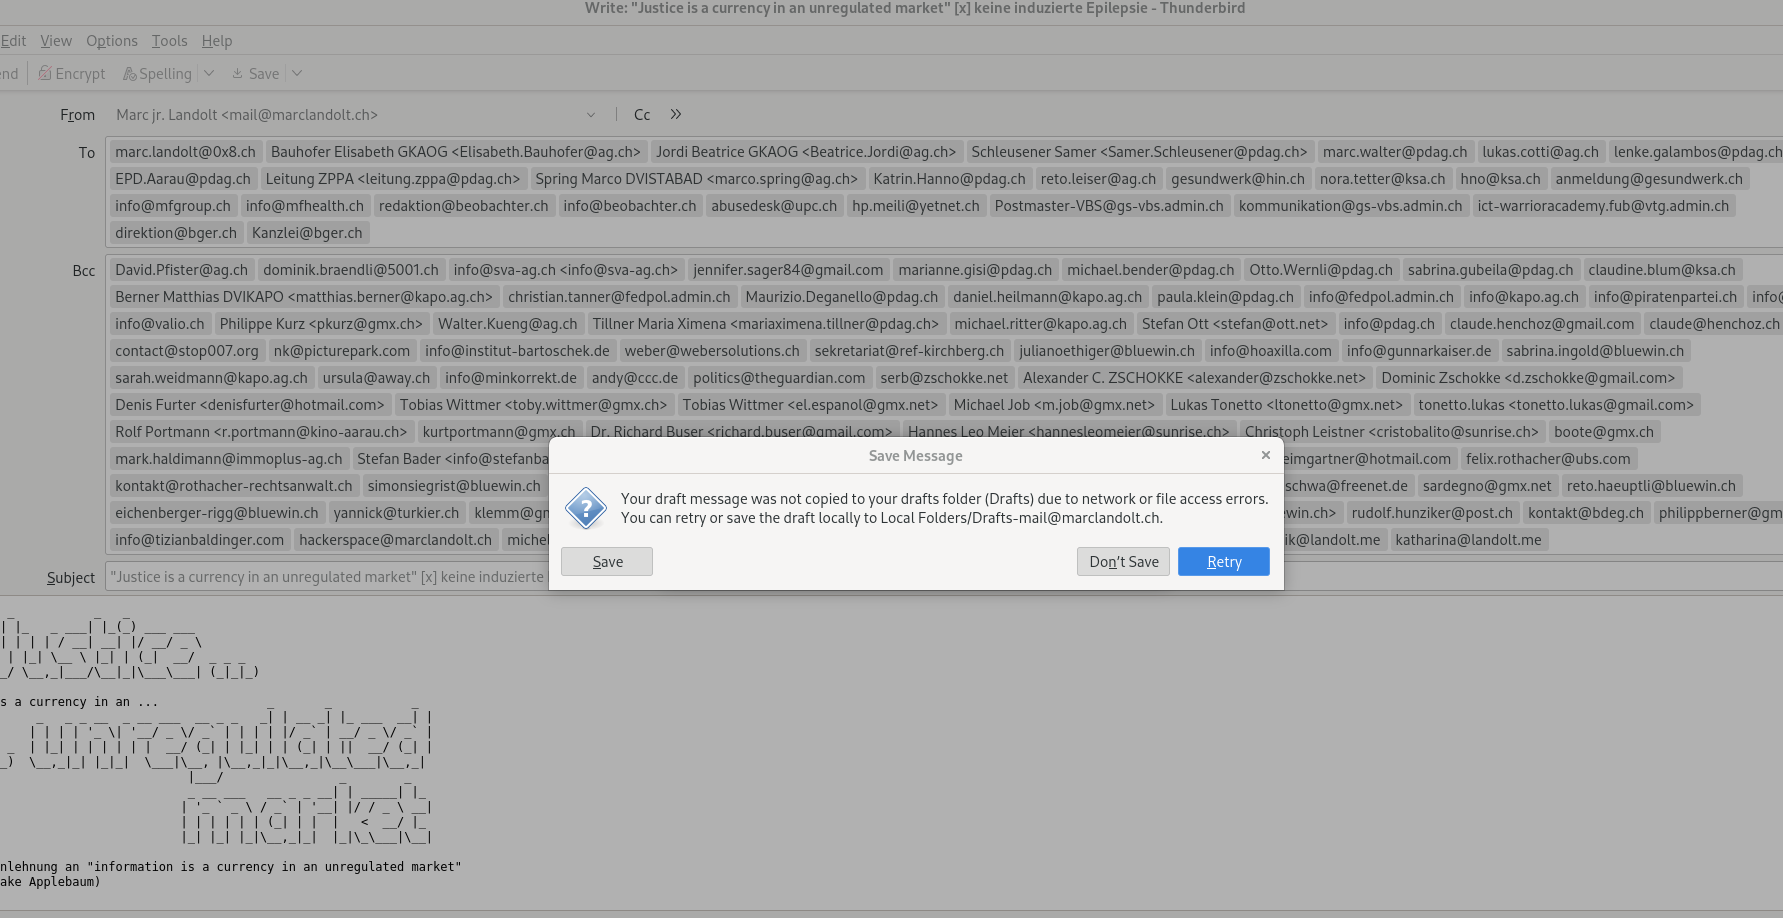 Write: "Justice is a currency in an unregulated market" [x] keine induzierte Epilepsie - Thunderbird
Edit View Options Tools Help
end Encrypt Spelling Save
From Marc jr. Landolt <mail@marclandolt.ch> Cc »
To marc.landolt@0x8.ch Bauhofer Elisabeth GKAOG <Elisabeth.Bauhofer@ag.ch> Jordi Beatrice GKAOG <Beatrice.Jordi@ag.ch> Schleusener Samer <Samer.Schleusener@pdag.ch> marc.walter@pdag.ch lukas.cotti@ag.ch lenke.galambos@pdag.ch
EPD.Aarau@pdag.ch Leitung ZPPA <leitung.zppa@pdag.ch> Spring Marco DVISTABAD <marco.spring@ag.ch> Katrin.Hanno@pdag.ch reto.leiser@ag.ch gesundwerk@hin.ch nora.tetter@ksa.ch hno@ksa.ch anmeldung@gesundwerk.ch
info@mfgroup.ch info@mfhealth.ch redaktion@beobachter.ch info@beobachter.ch abusedesk@upc.ch hp.meili@yetnet.ch Postmaster-VBS@gs-vbs.admin.ch kommunikation@gs-vbs.admin.ch ict-warrioracademy.fub@vtg.admin.ch
direktion@bger.ch Kanzlei@bger.ch
Bcc David.Pfister@ag.ch dominik.braendli@5001.ch info@sva-ag.ch <info@sva-ag.ch> jennifer.sager84@gmail.com marianne.gisi@pdag.ch michael.bender@pdag.ch Otto.Wernli@pdag.ch sabrina.gubeila@pdag.ch claudine.blum@ksa.ch
Berner Matthias DVIKAPO <matthias.berner@kapo.ag.ch> christian.tanner@fedpol.admin.ch Maurizio.Deganello@pdag.ch daniel.heilmann@kapo.ag.ch paula.klein@pdag.ch info@fedpol.admin.ch info@kapo.ag.ch info@piratenpartei.ch info@
info@valio.ch Philippe Kurz <pkurz@gmx.ch> Walter.Kueng@ag.ch Tillner Maria Ximena <mariaximena.tillner@pdag.ch> michael.ritter@kapo.ag.ch Stefan Ott <stefan@ott.net> info@pdag.ch claude.henchoz@gmail.com claude@henchoz.ch
contact@stop007.org nk@picturepark.com info@institut-bartoschek.de weber@webersolutions.ch sekretariat@ref-kirchberg.ch julianoethiger@bluewin.ch info@hoaxilla.com info@gunnarkaiser.de sabrina.ingold@bluewin.ch
sarah.weidmann@kapo.ag.ch ursula@away.ch info@minkorrekt.de andy@ccc.de politics@theguardian.com serb@zschokke.net Alexander C. ZSCHOKKE <alexander@zschokke.net> Dominic Zschokke <d.zschokke@gmail.com>
Denis Furter <denisfurter@hotmail.com> Tobias Wittmer <toby.wittmer@gmx.ch> Tobias Wittmer <el.espanol@gmx.net> Michael Job <m.job@gmx.net> Lukas Tonetto <ltonetto@gmx.net> tonetto.lukas <tonetto.lukas@gmail.com>
Rolf Portmann <r.portmann@kino-aarau.ch> kurtportmann@gmx.ch Dr. Richard Buser <richard.buser@gmail.com> Hannes Leo Meier <hannesleomeier@sunrise.ch> Christoph Leistner <cristobalito@sunrise.ch> boote@gmx.ch
mark.haldimann@immoplus-ag.ch Stefan Bader <info@stefanba eimgartner@hotmail.com felix.rothacher@ubs.com
kontakt@rothacher-rechtsanwalt.ch simonsiegrist@bluewin.ch schwa@freenet.de sardegno@gmx.net reto.haeuptli@bluewin.ch
eichenberger-rigg@bluewin.ch yannick@turkier.ch klemm@gm ewin.ch> rudolf.hunziker@post.ch kontakt@bdeg.ch philippberner@gm
info@tizianbaldinger.com hackerspace@marclandolt.ch michel ik@landolt.me katharina@landolt.me
Subject "Justice is a currency in an unregulated market" [x] keine induzierte
Save Message
Your draft message was not copied to your drafts folder (Drafts) due to network or file access errors.
You can retry or save the draft locally to Local Folders/Drafts-mail@marclandolt.ch.
Save Don't Save Retry
Justice ...
s a currency in an ...
unregulated
market
nlehnung an "information is a currency in an unregulated market"
ake Applebaum)